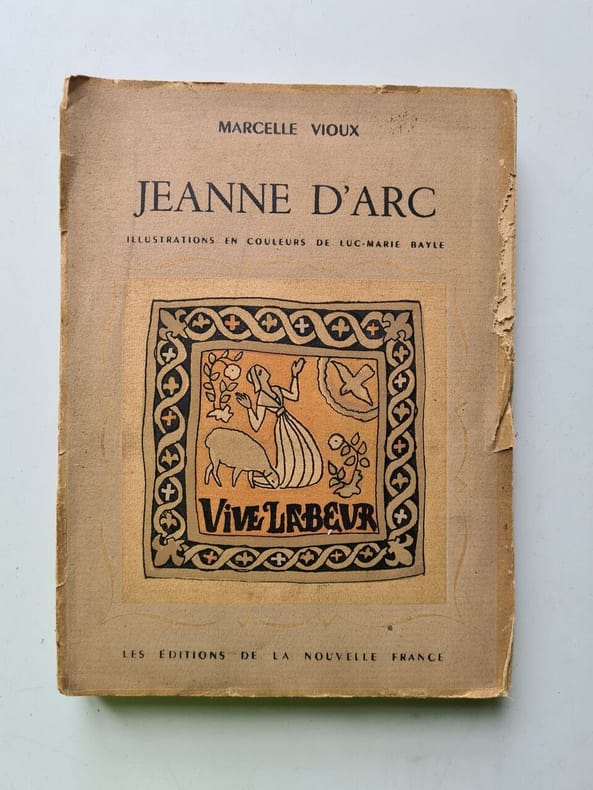 MARCELLE VIOUX
JEANNE D'ARC
ILLUSTRATIONS EN COULEURS DE LUC-MARIE BAYLE
VIVE LABEUR
LES ÉDITIONS DE LA NOUVELLE FRANCE